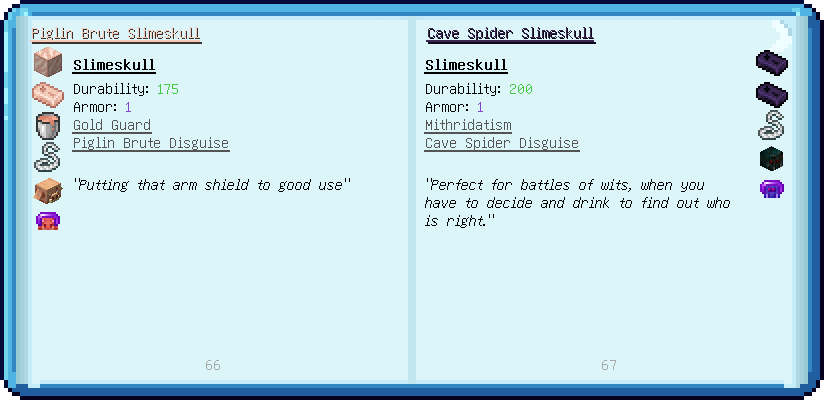 Piglin Brute Slimeskull
Slimeskull
Durability: 175
Armor: 1
Gold Guard
Piglin Brute Disguise
"Putting that arm shield to good use"
66
Cave Spider Slimeskull
Slimeskull
Durability: 200
Armor: 1
Mithridatism
Cave Spider Disguise
"Perfect for battles of wits, when you
have to decide and drink to find out who
is right."
67